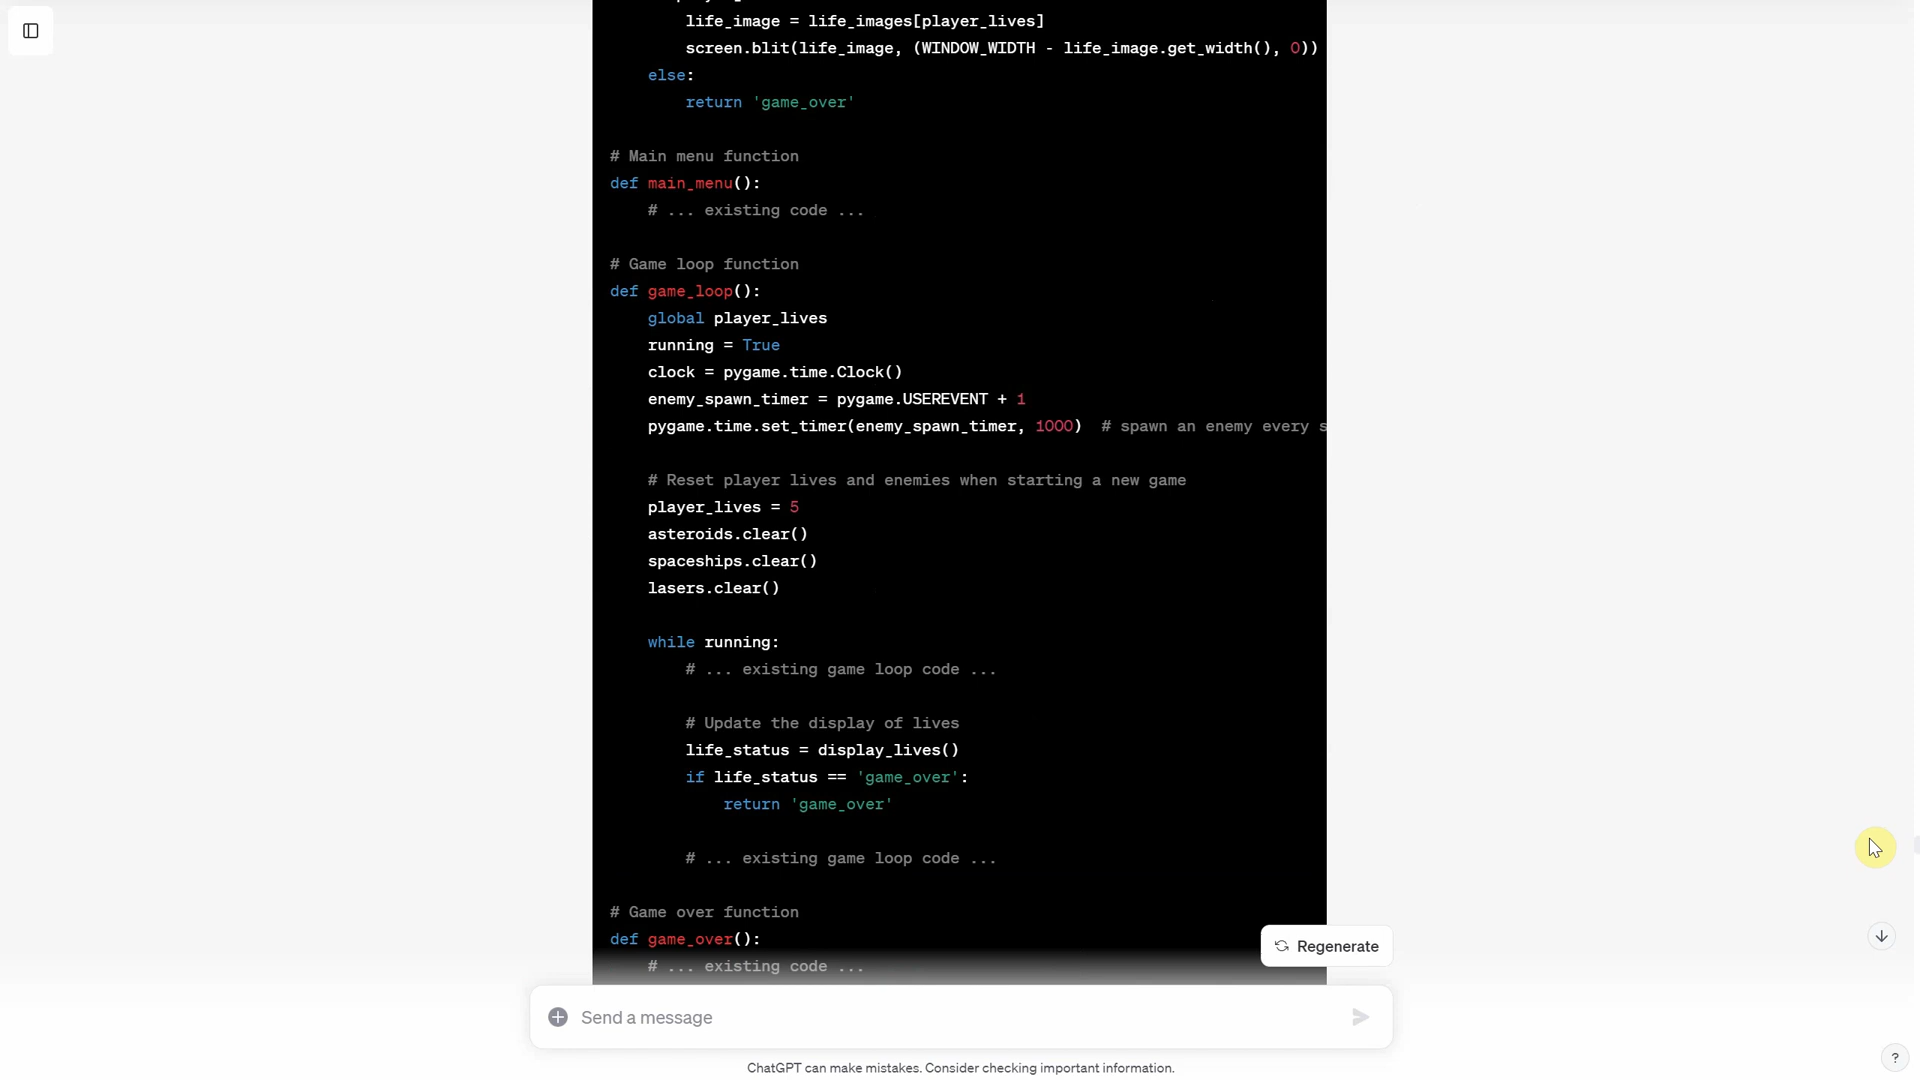 life_image = life_images[player_lives]
screen.blit(life_image, (WINDOW_WIDTH - life_image.get_width(), 0))
else:
return 'game_over'
# Main menu function
def main_menu():
# ... existing code ...
# Game loop function
def game_loop():
global player_lives
running = True
clock = pygame.time.Clock()
enemy_spawn_timer = pygame.USEREVENT + 1
pygame.time.set_timer(enemy_spawn_timer, 1000)  # spawn an enemy every s
# Reset player lives and enemies when starting a new game
player_lives = 5
asteroids.clear()
spaceships.clear()
lasers.clear()
while running:
# ... existing game loop code ...
# Update the display of lives
life_status = display_lives()
if life_status == 'game_over':
return 'game_over'
# ... existing game loop code ...
# Game over function
def game_over():
# ... existing code ...
Regenerate
Send a message
ChatGPT can make mistakes. Consider checking important information.
?